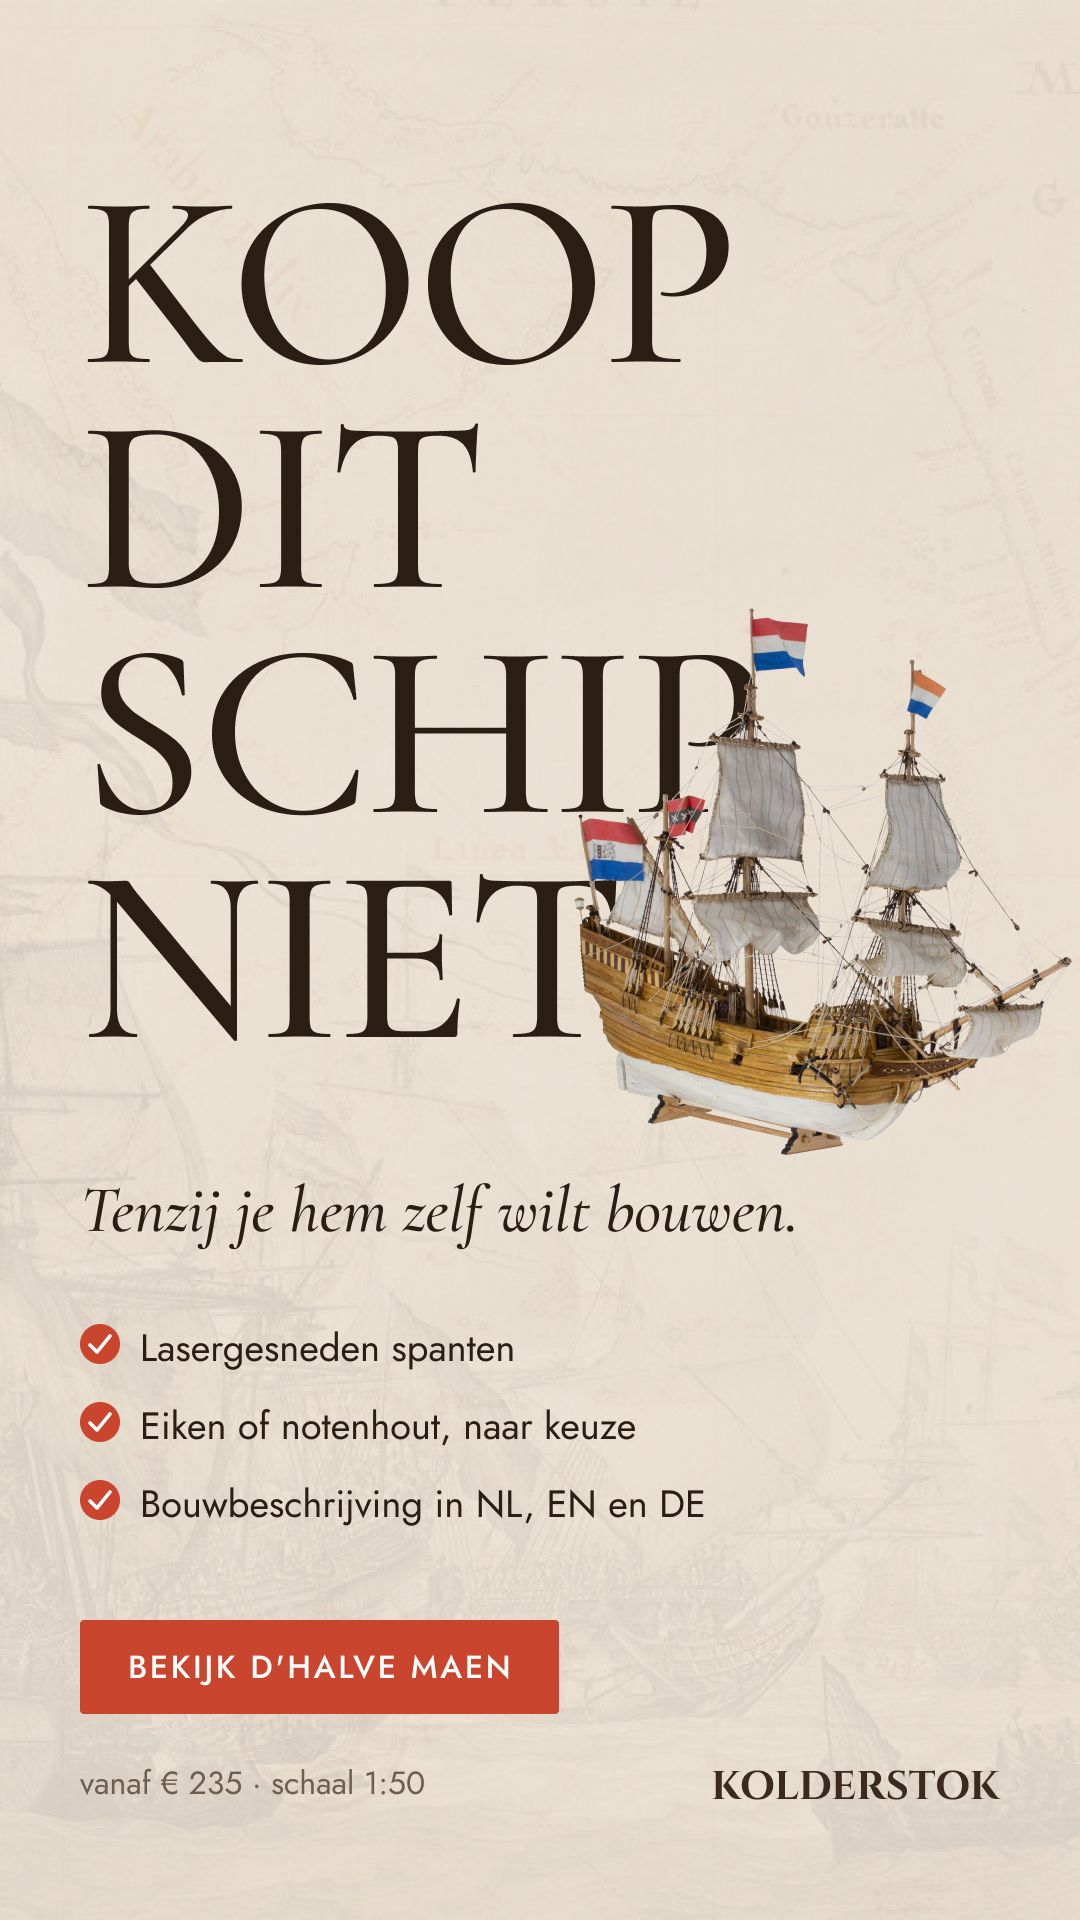 Gouzeratte
KOOP
DIT
SCHIP
NIET
Tenzij je hem zelf wilt bouwen.
Lasergesneden spanten
Eiken of notenhout, naar keuze
Bouwbeschrijving in NL, EN en DE
BEKIJK D'HALVE MAEN
vanaf € 235 · schaal 1:50
KOLDERSTOK